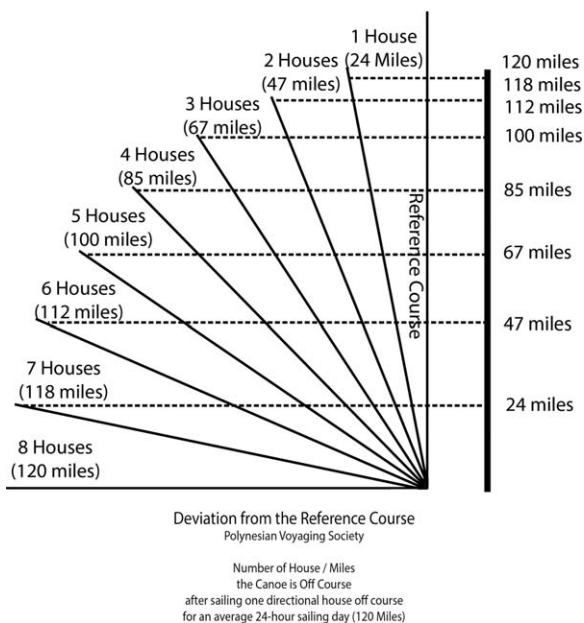 1 House
(24 Miles)
2 Houses
(47 miles)
3 Houses
(67 miles)
4 Houses
(85 miles)
5 Houses
(100 miles)
6 Houses
(112 miles)
7 Houses
(118 miles)
8 Houses
(120 miles)
Reference Course
120 miles
118 miles
112 miles
100 miles
85 miles
67 miles
47 miles
24 miles
Deviation from the Reference Course
Polynesian Voyaging Society
Number of House / Miles
the Canoe is Off Course
after sailing one directional house off course
for an average 24-hour sailing day (120 Miles)